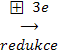 ⊞ 3e
→
redukce